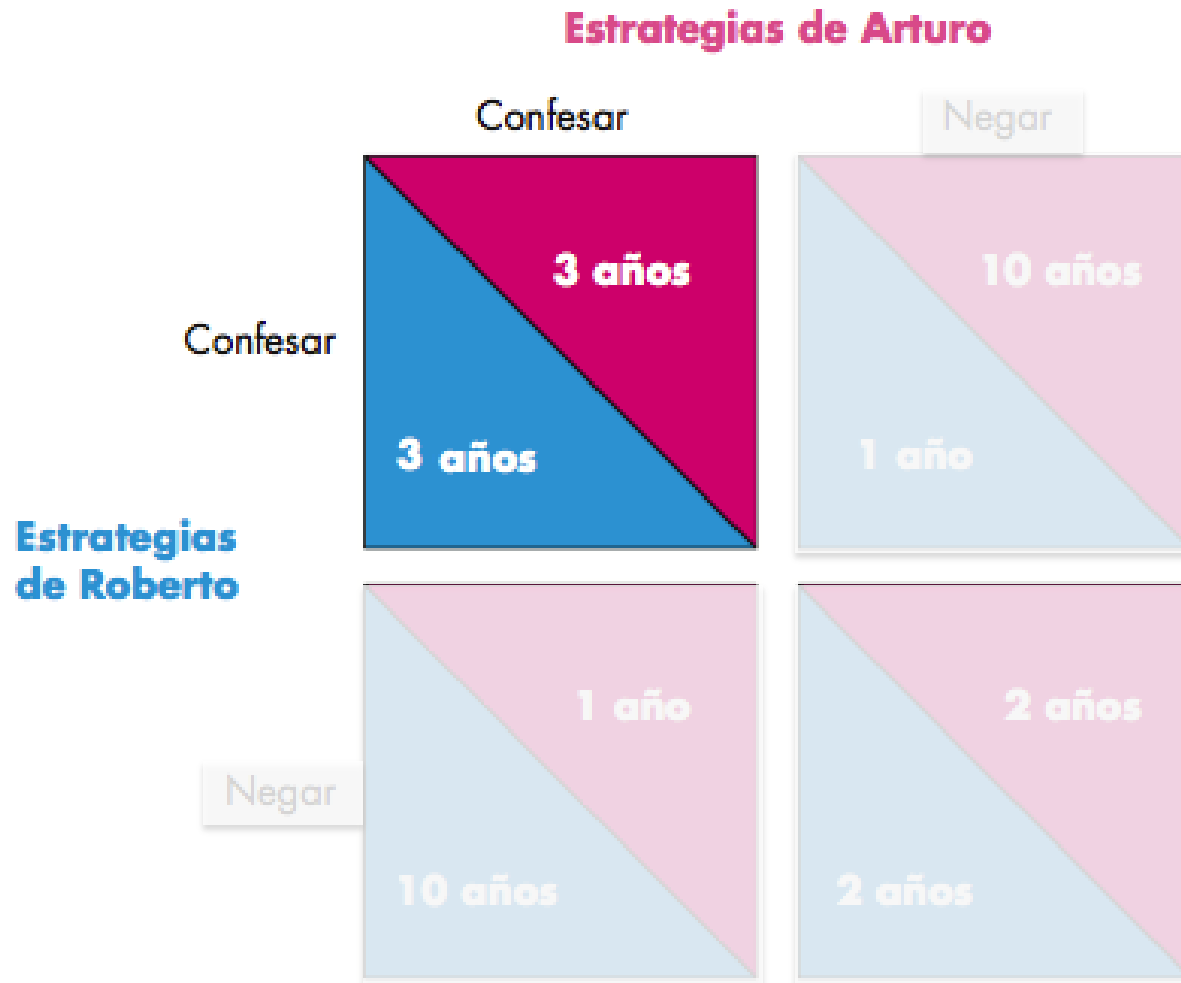 Estrategias de Arturo
Confesar
Negar
3 años
10 años
Confesar
3 años
1 año
Estrategias
de Roberto
1 año
2 años
Negar
10 años
2 años